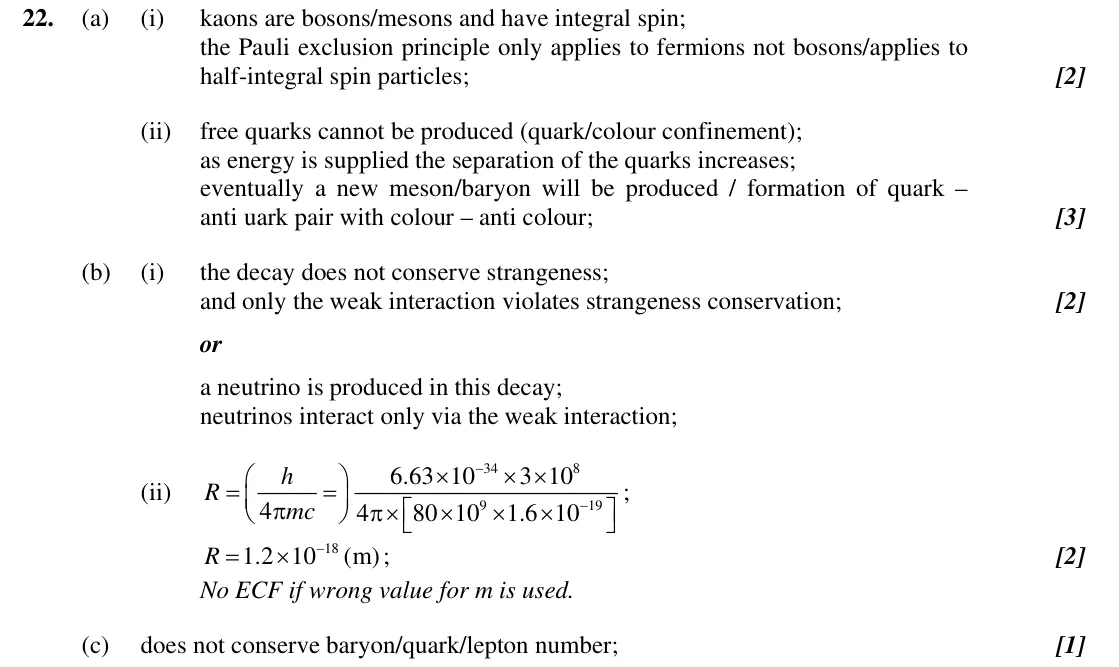 22. (a) (i) kaons are bosons/mesons and have integral spin;
the Pauli exclusion principle only applies to fermions not bosons/applies to
half-integral spin particles; [2]
(ii) free quarks cannot be produced (quark/colour confinement);
as energy is supplied the separation of the quarks increases;
eventually a new meson/baryon will be produced / formation of quark –
anti uark pair with colour – anti colour; [3]
(b) (i) the decay does not conserve strangeness;
and only the weak interaction violates strangeness conservation; [2]
or
a neutrino is produced in this decay;
neutrinos interact only via the weak interaction;
(ii) R = (h/4πmc =) 6.63×10⁻³⁴ ×3×10⁸ / 4π×[80×10⁹ ×1.6×10⁻¹⁹] ;
R = 1.2×10⁻¹⁸ (m); [2]
No ECF if wrong value for m is used.
(c) does not conserve baryon/quark/lepton number; [1]